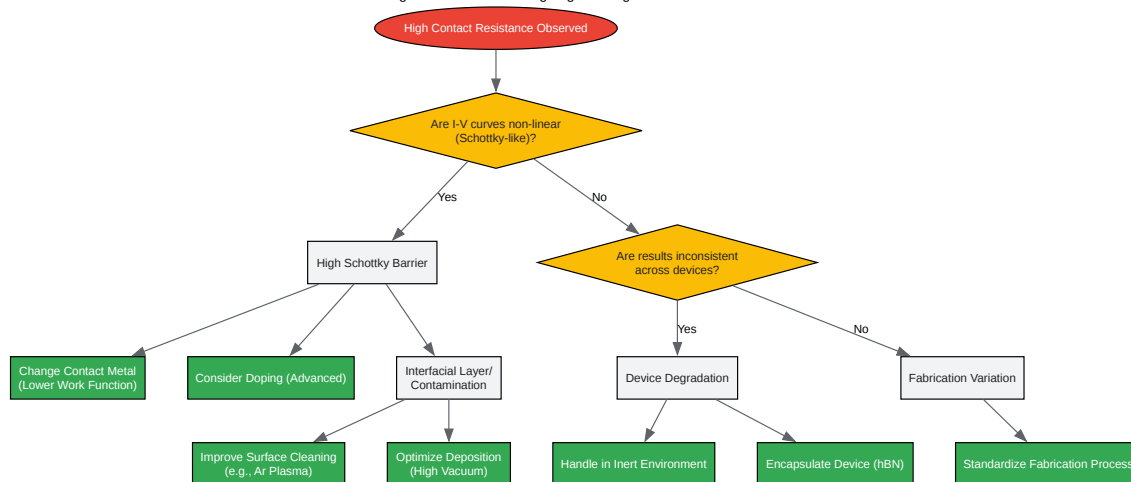 High Contact Resistance Observed
Are I-V curves non-linear
(Schottky-like)?
Yes
No
High Schottky Barrier
Are results inconsistent
across devices?
Yes
No
Change Contact Metal
(Lower Work Function)
Consider Doping (Advanced)
Interfacial Layer/
Contamination
Device Degradation
Fabrication Variation
Improve Surface Cleaning
(e.g., Ar Plasma)
Optimize Deposition
(High Vacuum)
Handle in Inert Environment
Encapsulate Device (hBN)
Standardize Fabrication Process